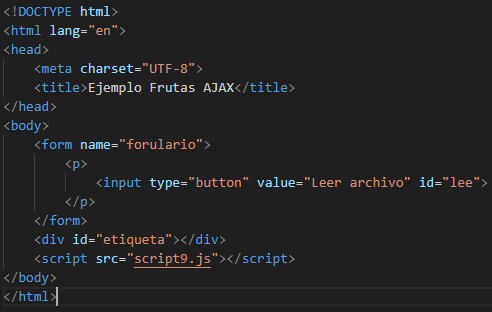 <!DOCTYPE html>
<html lang="en">
<head>
    <meta charset="UTF-8">
    <title>Ejemplo Frutas AJAX</title>
</head>
<body>
    <form name="forulario">
        <p>
            <input type="button" value="Leer archivo" id="lee">
        </p>
    </form>
    <div id="etiqueta"></div>
    <script src="script9.js"></script>
</body>
</html>